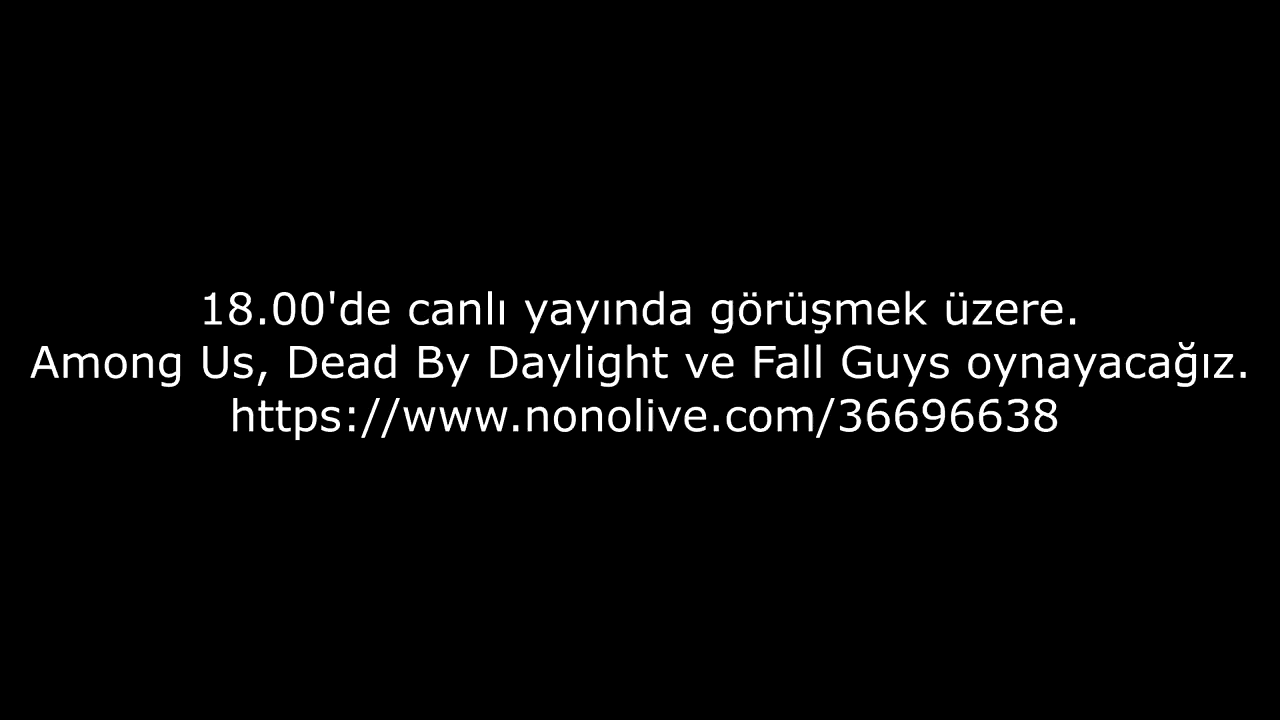 18.00'de canlı yayında görüşmek üzere.
Among Us, Dead By Daylight ve Fall Guys oynayacağız.
https://www.nonolive.com/36696638